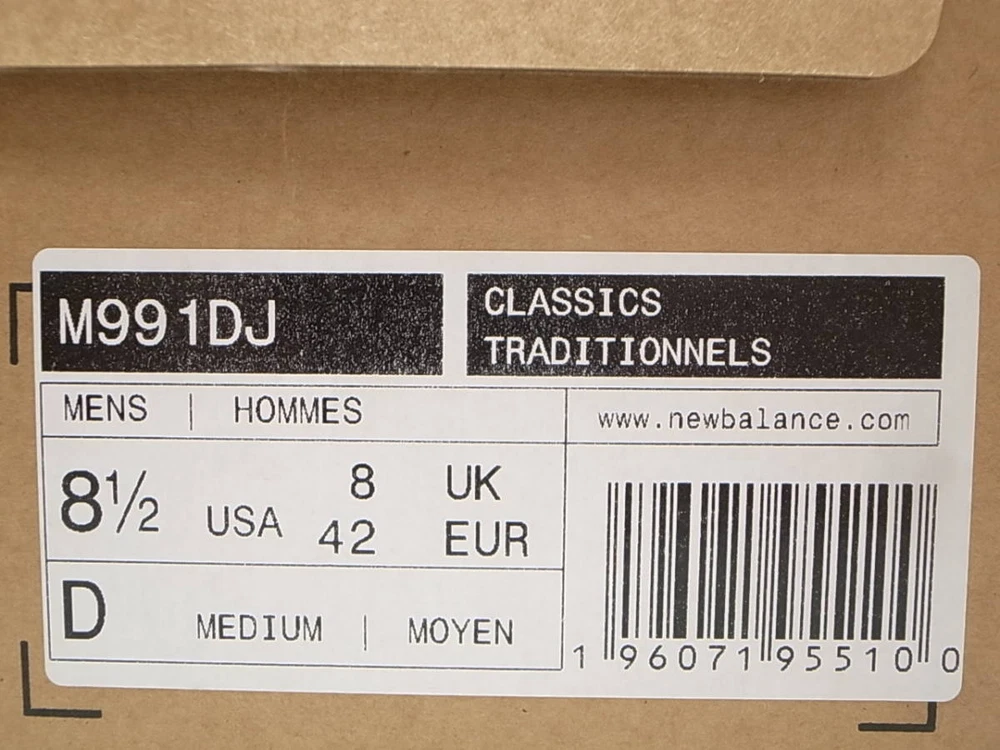 M991DJ
CLASSICS
TRADITIONNELS
MENS | HOMMES
www.newbalance.com
8½ USA 8 UK
42 EUR
D MEDIUM | MOYEN
1 96071 95510 0